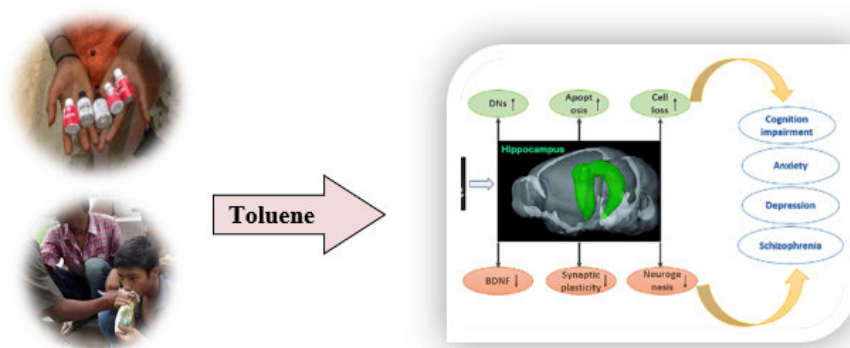 Toluene
DNs ↑
Apopt
osis ↑
Cell
loss ↑
Hippocampus
BDNF ↓
Synaptic
plasticity ↓
Neuroge
nesis ↓
Cognition
impairment
Anxiety
Depression
Schizophrenia